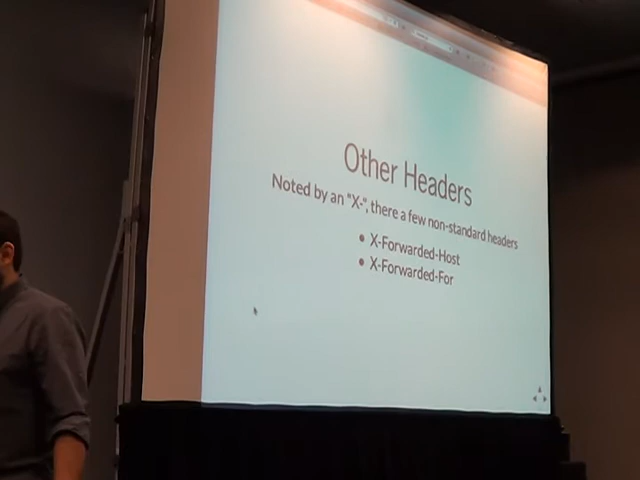 Other Headers
Noted by an "X-", there a few non-standard headers
X-Forwarded-Host
X-Forwarded-For